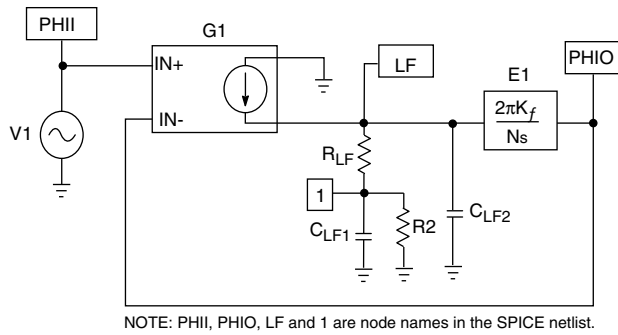 PHII
G1
IN+
IN-
LF
E1
PHIO
2πKf
Ns
V1
RLF
1
CLF1
R2
CLF2
NOTE: PHII, PHIO, LF and 1 are node names in the SPICE netlist.